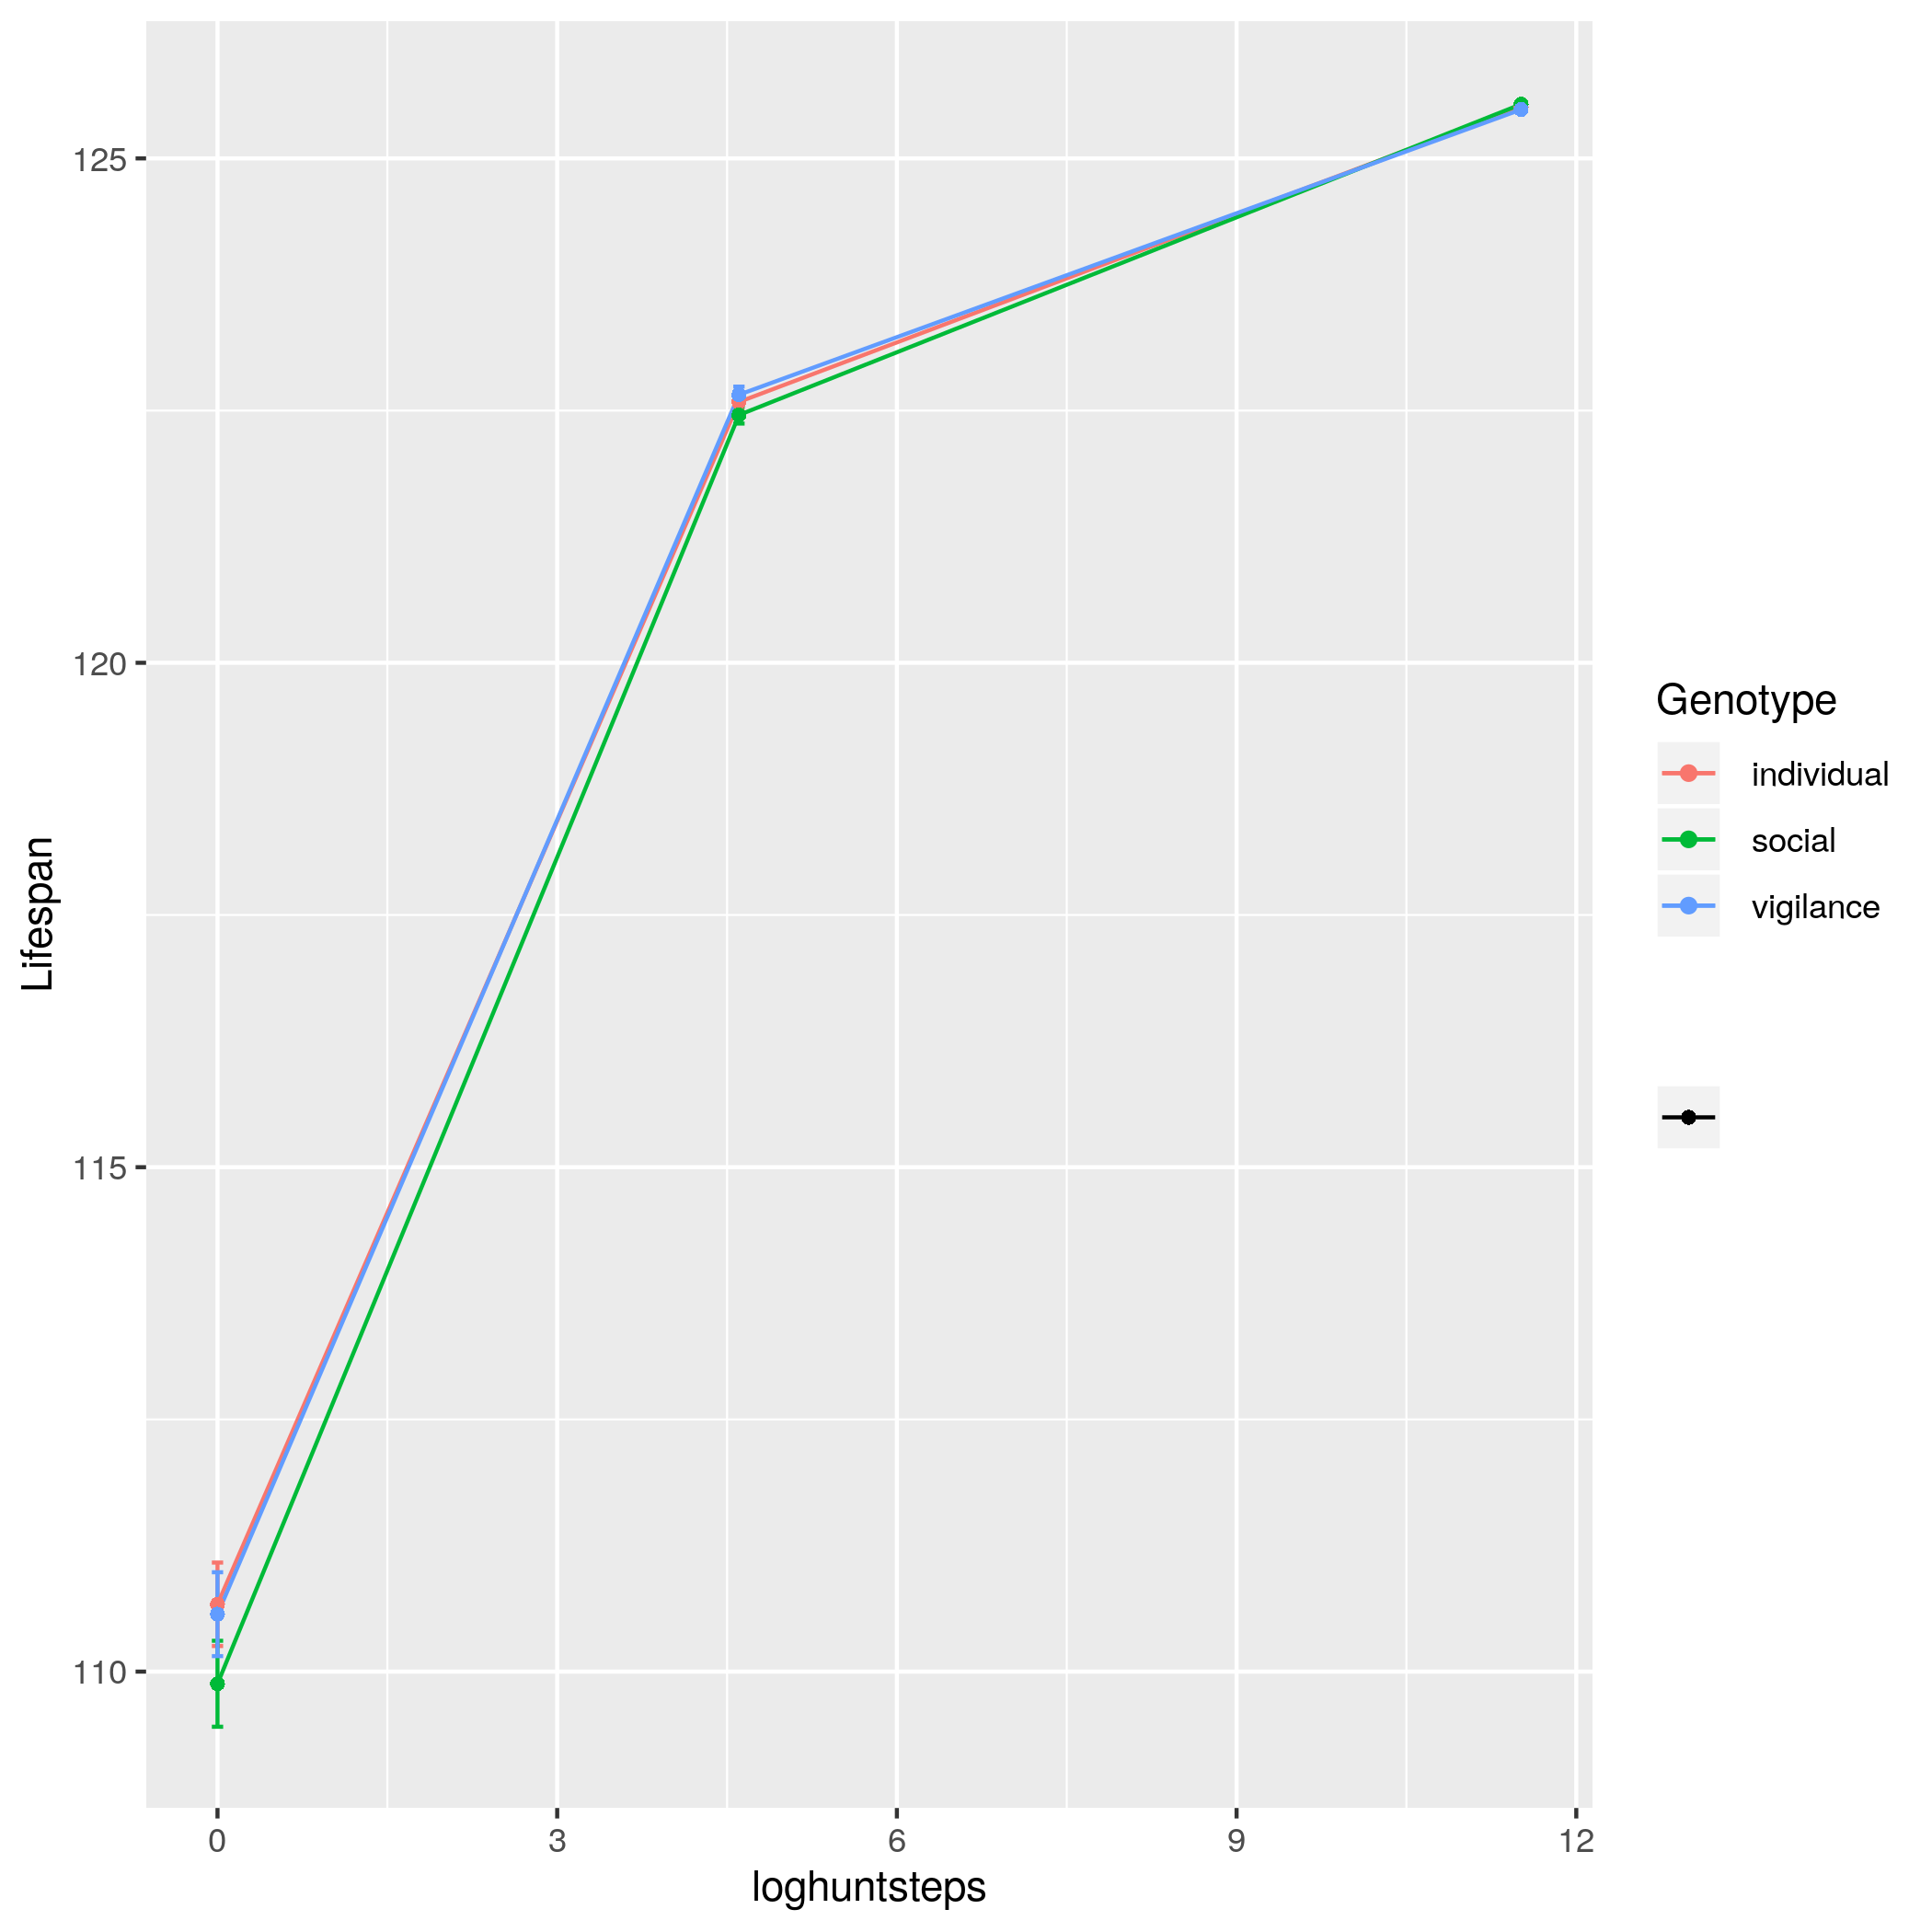 125
120
115
110
Lifespan
0 3 6 9 12
loghuntsteps
Genotype
individual
social
vigilance